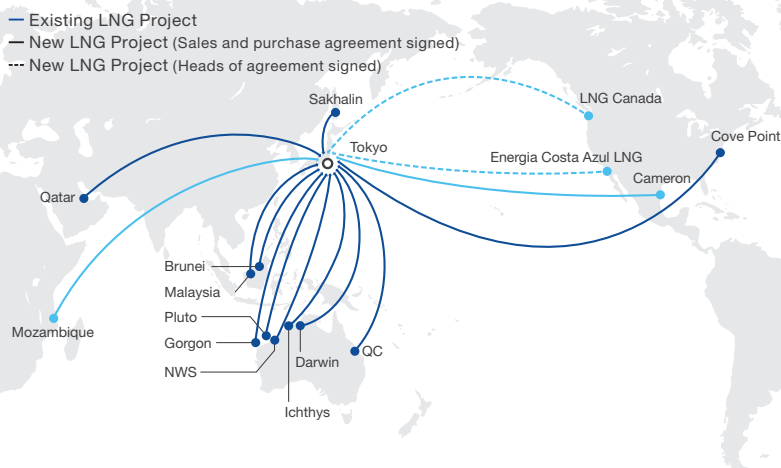 Existing LNG Project
New LNG Project (Sales and purchase agreement signed)
New LNG Project (Heads of agreement signed)
Sakhalin
LNG Canada
Cove Point
Tokyo
Energia Costa Azul LNG
Cameron
Qatar
Brunei
Malaysia
Pluto
Mozambique
Gorgon
QC
Darwin
NWS
Ichthys